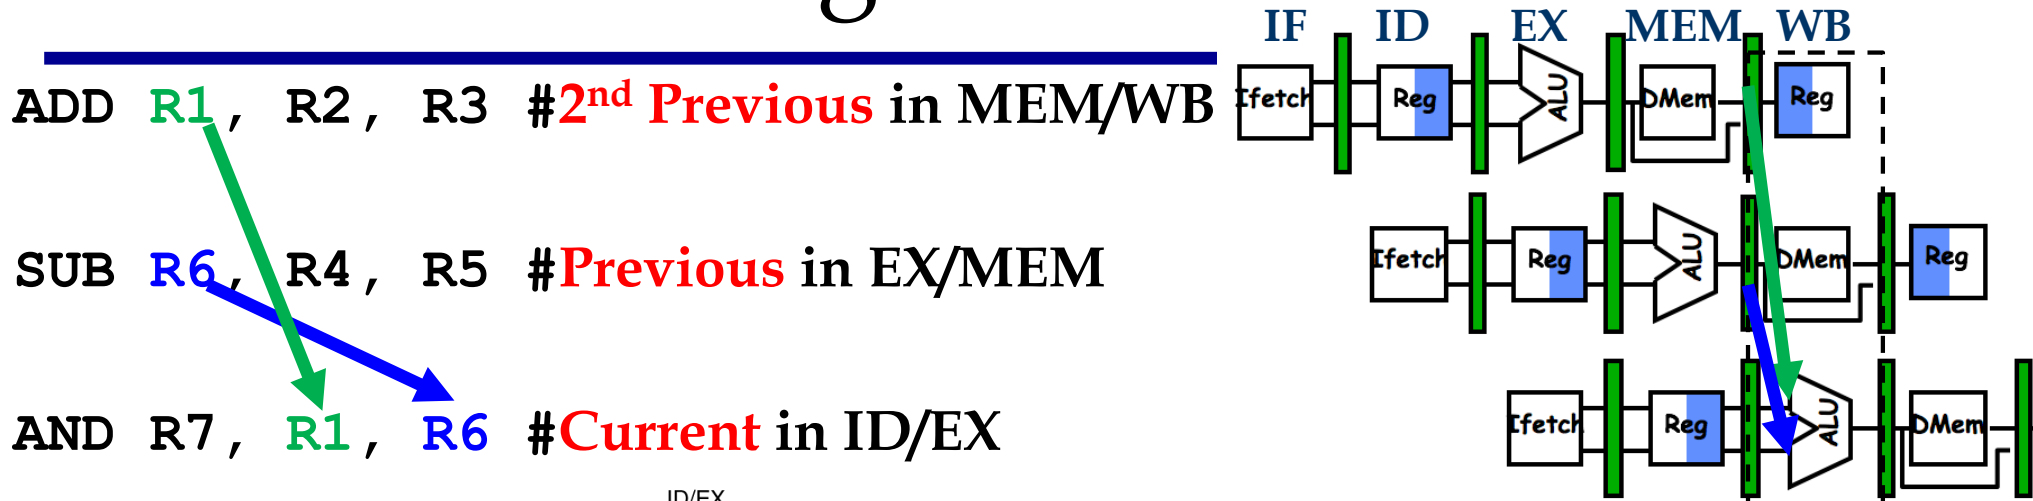 IF ID EX MEM WB
ADD R1, R2, R3 #2nd Previous in MEM/WB
Ifetch Reg ALU DMem Reg
SUB R6, R4, R5 #Previous in EX/MEM
Ifetch Reg ALU DMem Reg
AND R7, R1, R6 #Current in ID/EX
Ifetch Reg ALU DMem
ID/EX